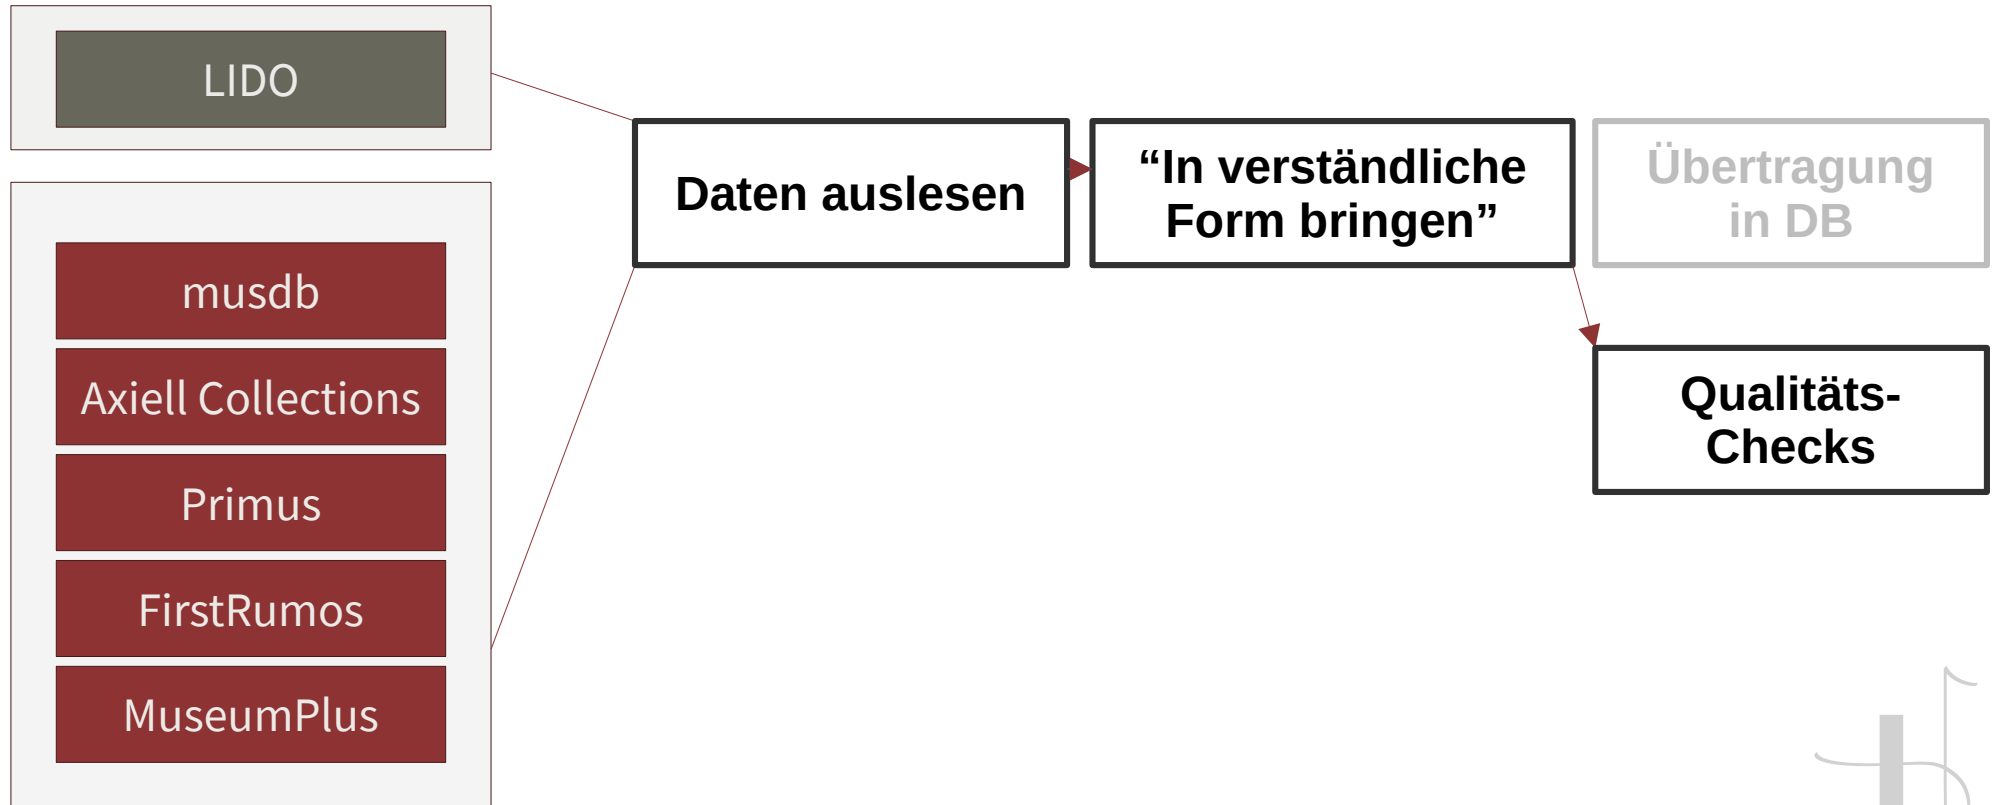 LIDO
musdb
Axiell Collections
Primus
FirstRumos
MuseumPlus
Daten auslesen
“In verständliche
Form bringen”
Übertragung
in DB
Qualitäts-
Checks